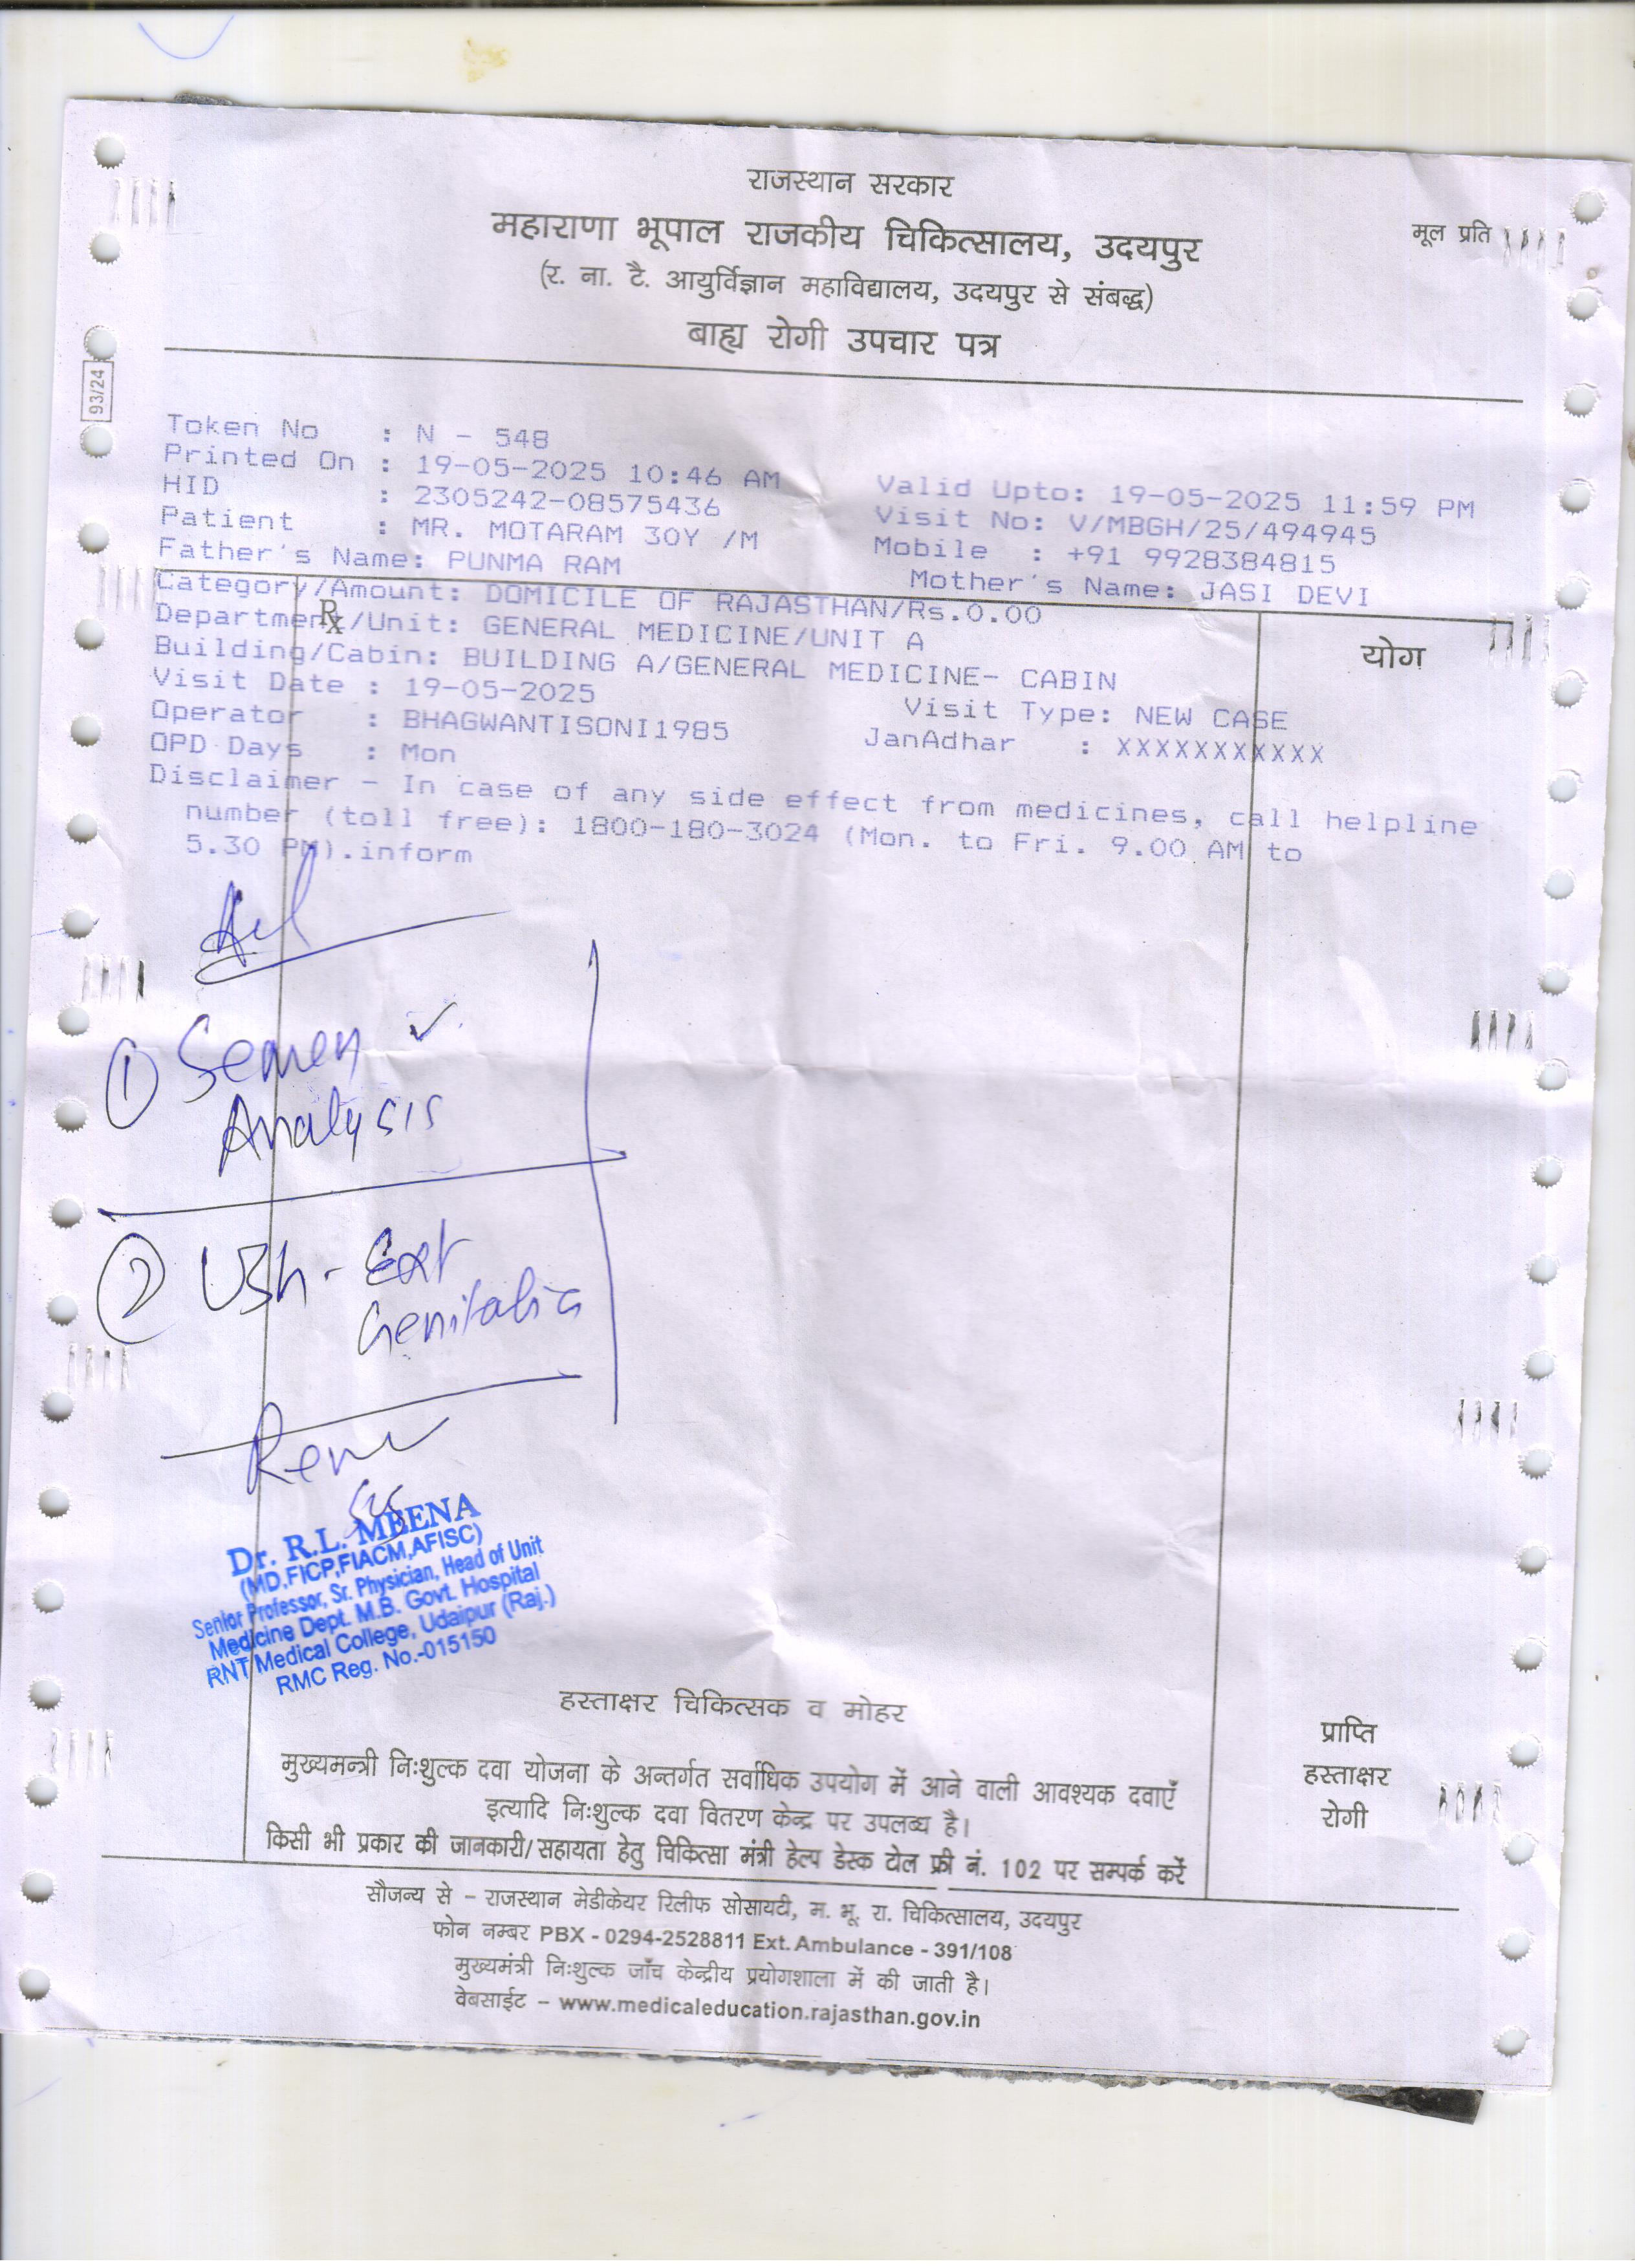 राजस्थान सरकार
महाराणा भूपाल राजकीय चिकित्सालय, उदयपुर
मूल प्रति
(र. ना. टै. आयुर्विज्ञान महाविद्यालय, उदयपुर से संबद्ध)
बाह्य रोगी उपचार पत्र
93/24
Token No : N - 548
Printed On : 19-05-2025 10:46 AM Valid Upto: 19-05-2025 11:59 PM
HID : 2305242-08575436 Visit No: V/MBGH/25/494945
Patient : MR. MOTARAM 30Y /M Mobile : +91 9928384815
Father's Name: PUNMA RAM Mother's Name: JASI DEVI
Category/Amount: DOMICILE OF RAJASTHAN/Rs.0.00
Rx
Department/Unit: GENERAL MEDICINE/UNIT A
योग
Building/Cabin: BUILDING A/GENERAL MEDICINE- CABIN
Visit Date : 19-05-2025 Visit Type: NEW CASE
Operator : BHAGWANTISONI1985 JanAdhar : XXXXXXXXXXX
OPD Days : Mon
Disclaimer - In case of any side effect from medicines, call helpline
number (toll free): 1800-180-3024 (Mon. to Fri. 9.00 AM to
5.30 PM).inform
① Semen ✓
Analysis
② USG - Ext
Genitalia
Dr. R.L. MEENA
(MD,FICP,FIACM,AFISC)
Senior Professor, Sr. Physician, Head of Unit
Medicine Dept. M.B. Govt. Hospital
RNT Medical College, Udaipur (Raj.)
RMC Reg. No.-015150
हस्ताक्षर चिकित्सक व मोहर
प्राप्ति
हस्ताक्षर
रोगी
मुख्यमन्त्री निःशुल्क दवा योजना के अन्तर्गत सर्वाधिक उपयोग में आने वाली आवश्यक दवाएँ
इत्यादि निःशुल्क दवा वितरण केन्द्र पर उपलब्ध है।
किसी भी प्रकार की जानकारी/सहायता हेतु चिकित्सा मंत्री हेल्प डेस्क टोल फ्री नं. 102 पर सम्पर्क करें
सौजन्य से - राजस्थान मेडीकेयर रिलीफ सोसायटी, म. भू. रा. चिकित्सालय, उदयपुर
फोन नम्बर PBX - 0294-2528811 Ext. Ambulance - 391/108
मुख्यमंत्री निःशुल्क जाँच केन्द्रीय प्रयोगशाला में की जाती है।
वेबसाईट - www.medicaleducation.rajasthan.gov.in